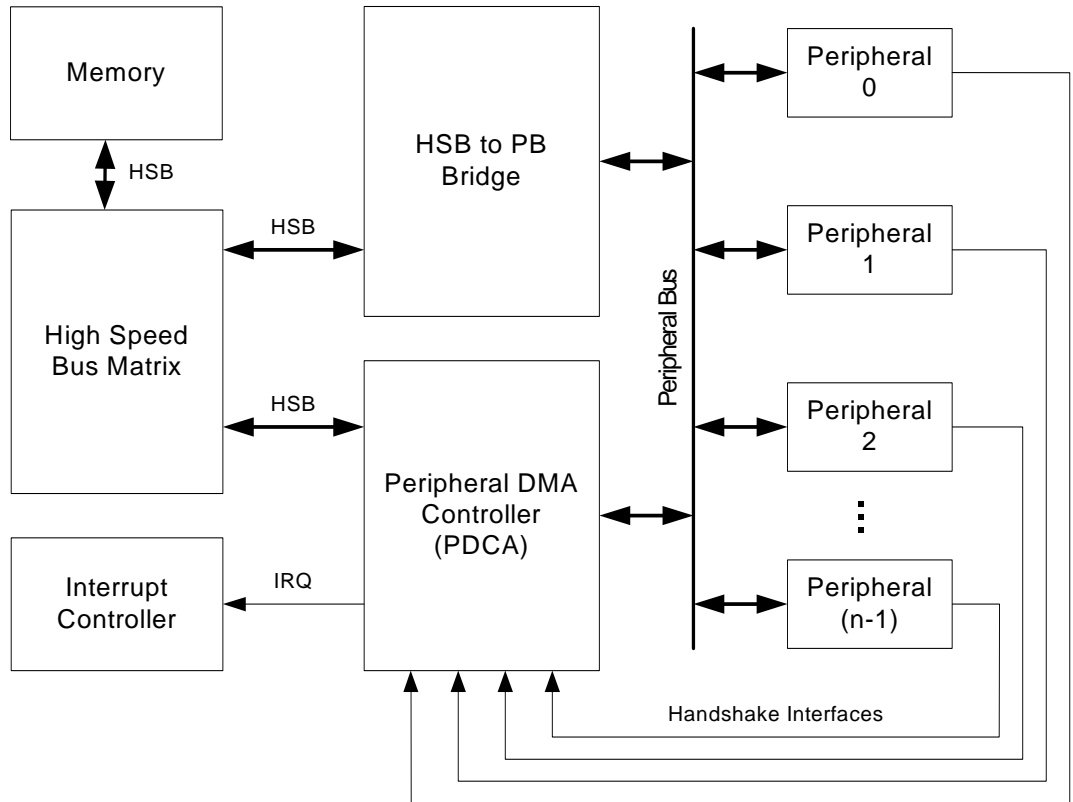 Memory
HSB
High Speed
Bus Matrix
HSB
HSB
Interrupt
Controller
IRQ
HSB to PB
Bridge
Peripheral DMA
Controller
(PDCA)
Peripheral Bus
Peripheral
0
Peripheral
1
Peripheral
2
Peripheral
(n-1)
Handshake Interfaces